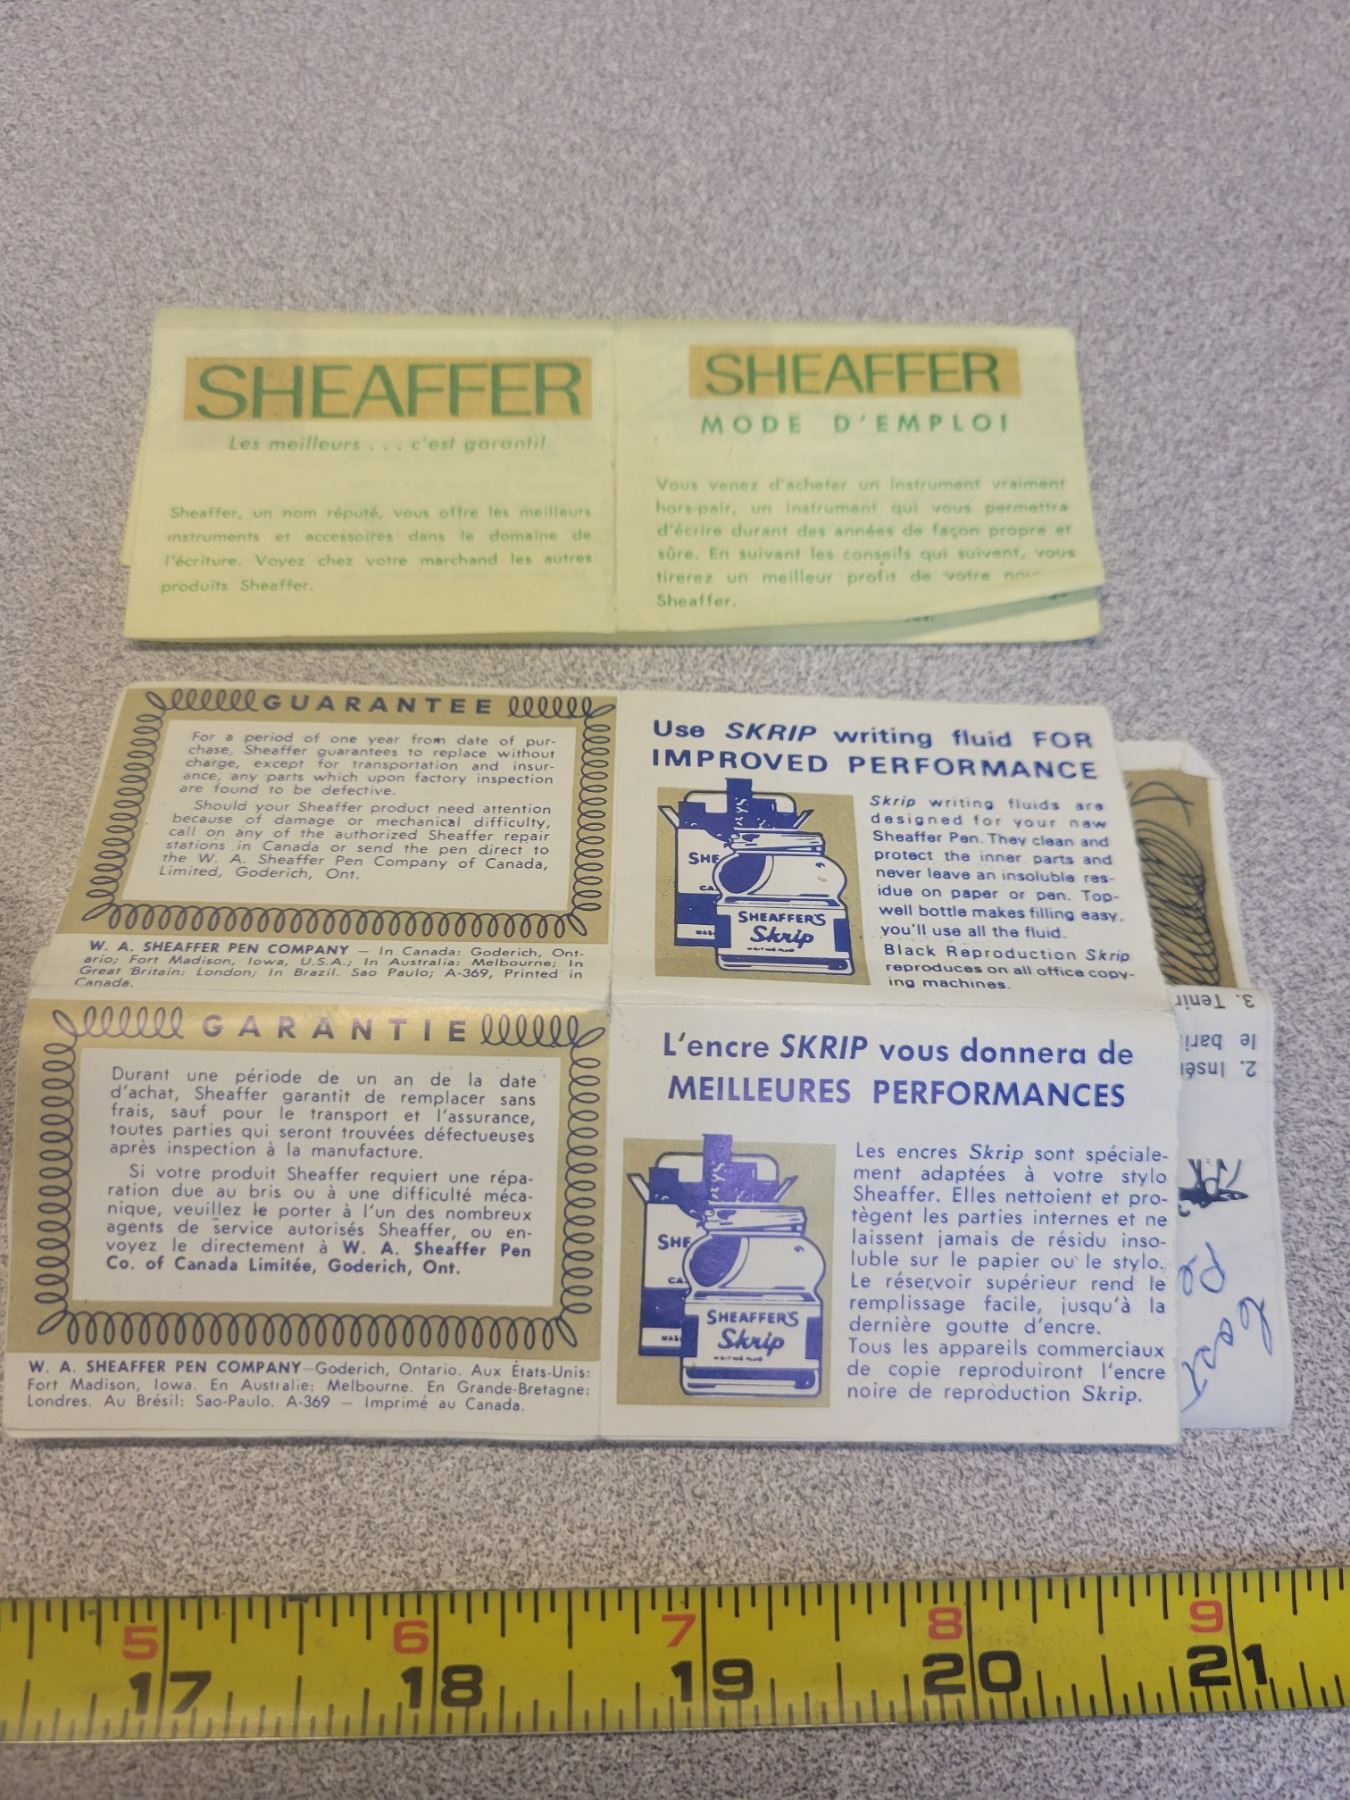 SHEAFFER
Les meilleurs . . . c'est garanti!
Sheaffer, un nom réputé, vous offre les meilleurs
instruments et accessoires dans le domaine de
l'écriture. Voyez chez votre marchand les autres
produits Sheaffer.
SHEAFFER
MODE D'EMPLOI
Vous venez d'acheter un instrument vraiment
hors-pair, un instrument qui vous permettra
d'écrire durant des années de façon propre et
sûre. En suivant les conseils qui suivent, vous
tirerez un meilleur profit de votre
Sheaffer.
GUARANTEE
For a period of one year from date of pur-
chase, Sheaffer guarantees to replace without
charge, except for transportation and insur-
ance, any parts which upon factory inspection
are found to be defective.
Should your Sheaffer product need attention
because of damage or mechanical difficulty,
call on any of the authorized Sheaffer repair
stations in Canada or send the pen direct to
the W. A. Sheaffer Pen Company of Canada,
Limited, Goderich, Ont.
W. A. SHEAFFER PEN COMPANY — In Canada: Goderich, Ont-
ario; Fort Madison, Iowa, U.S.A.; In Australia: Melbourne; In
Great Britain: London; In Brazil. Sao Paulo; A-369, Printed in
Canada.
Use SKRIP writing fluid FOR
IMPROVED PERFORMANCE
SHE
CA
SHEAFFER'S
Skrip
Skrip writing fluids are
designed for your new
Sheaffer Pen. They clean and
protect the inner parts and
never leave an insoluble res-
idue on paper or pen. Top-
well bottle makes filling easy,
you'll use all the fluid.
Black Reproduction Skrip
reproduces on all office copy-
ing machines.
GARANTIE
Durant une période de un an de la date
d'achat, Sheaffer garantit de remplacer sans
frais, sauf pour le transport et l'assurance,
toutes parties qui seront trouvées défectueuses
après inspection à la manufacture.
Si votre produit Sheaffer requiert une répa-
ration due au bris ou à une difficulté méca-
nique, veuillez le porter à l'un des nombreux
agents de service autorisés Sheaffer, ou en-
voyez le directement à W. A. Sheaffer Pen
Co. of Canada Limitée, Goderich, Ont.
W. A. SHEAFFER PEN COMPANY—Goderich, Ontario. Aux États-Unis:
Fort Madison, Iowa. En Australie: Melbourne. En Grande-Bretagne:
Londres. Au Brésil: Sao-Paulo. A-369 — Imprimé au Canada.
L'encre SKRIP vous donnera de
MEILLEURES PERFORMANCES
SHE
CA
SHEAFFER'S
Skrip
Les encres Skrip sont spéciale-
ment adaptées à votre stylo
Sheaffer. Elles nettoient et pro-
tègent les parties internes et ne
laissent jamais de résidu inso-
luble sur le papier ou le stylo.
Le réservoir supérieur rend le
remplissage facile, jusqu'à la
dernière goutte d'encre.
Tous les appareils commerciaux
de copie reproduiront l'encre
noire de reproduction Skrip.
3. Tenir
le bari
2. Insér
5 6 7 8 9
17 18 19 20 21